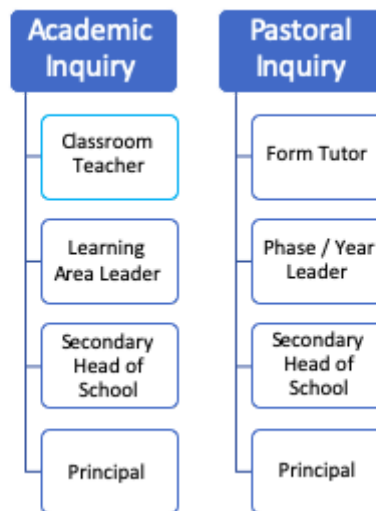 Academic
Inquiry
Classroom
Teacher
Learning
Area Leader
Secondary
Head of
School
Principal
Pastoral
Inquiry
Form Tutor
Phase / Year
Leader
Secondary
Head of
School
Principal